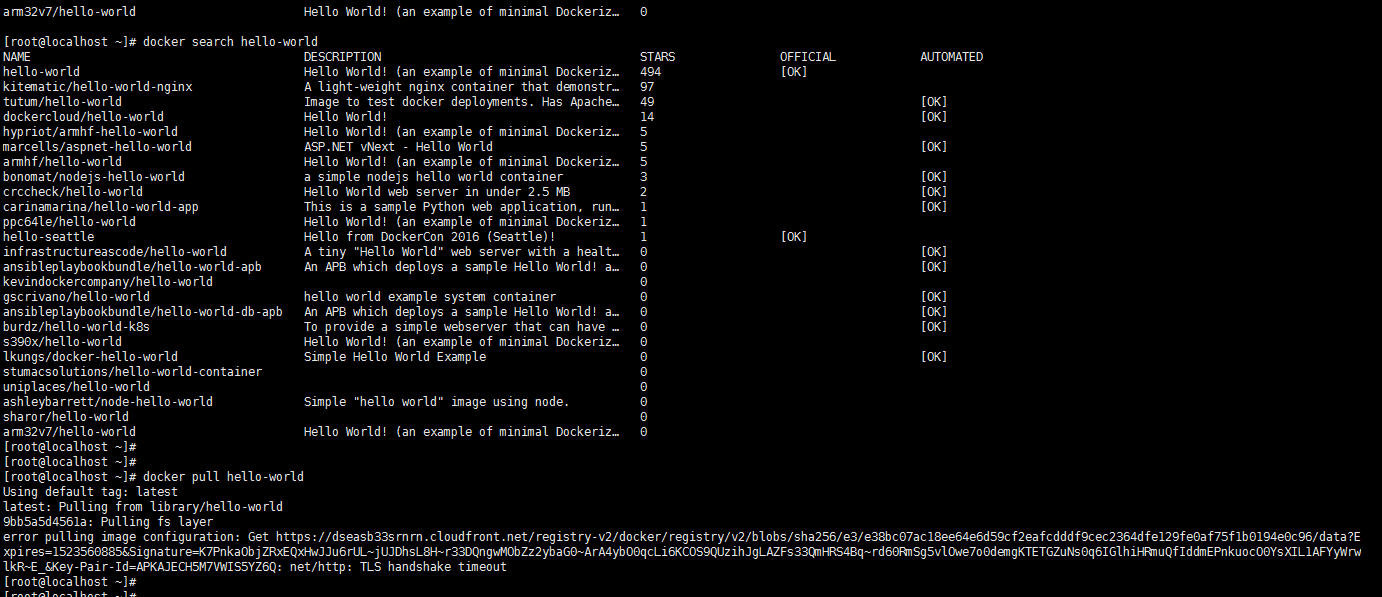 arm32v7/hello-world Hello World! (an example of minimal Dockeriz… 0
[root@localhost ~]# docker search hello-world
NAME DESCRIPTION STARS OFFICIAL AUTOMATED
hello-world Hello World! (an example of minimal Dockeriz… 494 [OK]
kitematic/hello-world-nginx A light-weight nginx container that demonstr… 97
tutum/hello-world Image to test docker deployments. Has Apache… 49 [OK]
dockercloud/hello-world Hello World! 14 [OK]
hypriot/armhf-hello-world Hello World! (an example of minimal Dockeriz… 5
marcells/aspnet-hello-world ASP.NET vNext - Hello World 5 [OK]
armhf/hello-world Hello World! (an example of minimal Dockeriz… 5
bonomat/nodejs-hello-world a simple nodejs hello world container 3 [OK]
crccheck/hello-world Hello World web server in under 2.5 MB 2 [OK]
carinamarina/hello-world-app This is a sample Python web application, run… 1 [OK]
ppc64le/hello-world Hello World! (an example of minimal Dockeriz… 1
hello-seattle Hello from DockerCon 2016 (Seattle)! 1 [OK]
infrastructureascode/hello-world A tiny "Hello World" web server with a healt… 0 [OK]
ansibleplaybookbundle/hello-world-apb An APB which deploys a sample Hello World! a… 0 [OK]
kevindockercompany/hello-world 0
gscrivano/hello-world hello world example system container 0 [OK]
ansibleplaybookbundle/hello-world-db-apb An APB which deploys a sample Hello World! a… 0 [OK]
burdz/hello-world-k8s To provide a simple webserver that can have … 0 [OK]
s390x/hello-world Hello World! (an example of minimal Dockeriz… 0
lkungs/docker-hello-world Simple Hello World Example 0 [OK]
stumacsolutions/hello-world-container 0
uniplaces/hello-world 0
ashleybarrett/node-hello-world Simple "hello world" image using node. 0
sharor/hello-world 0
arm32v7/hello-world Hello World! (an example of minimal Dockeriz… 0
[root@localhost ~]#
[root@localhost ~]#
[root@localhost ~]# docker pull hello-world
Using default tag: latest
latest: Pulling from library/hello-world
9bb5a5d4561a: Pulling fs layer
error pulling image configuration: Get https://dseasb33srnrn.cloudfront.net/registry-v2/docker/registry/v2/blobs/sha256/e3/e38bc07ac18ee64e6d59cf2eafcdddf9cec2364dfe129fe0af75f1b0194e0c96/data?E
xpires=1523560885&Signature=K7PnkaObjZRxEQxHwJJu6rUL~jUJDhsL8H~r33DQngwMObZz2ybaG0~ArA4ybO0qcLi6KCOS9QUzihJgLAZFs33QmHRS4Bq~rd60RmSg5vlOwe7o0demgKTETGZuNs0q6IGlhiHRmuQfIddmEPnkuocO0YsXIL1AFYyWrw
lkR~E_&Key-Pair-Id=APKAJECH5M7VWIS5YZ6Q: net/http: TLS handshake timeout
[root@localhost ~]#
[root@localhost ~]#